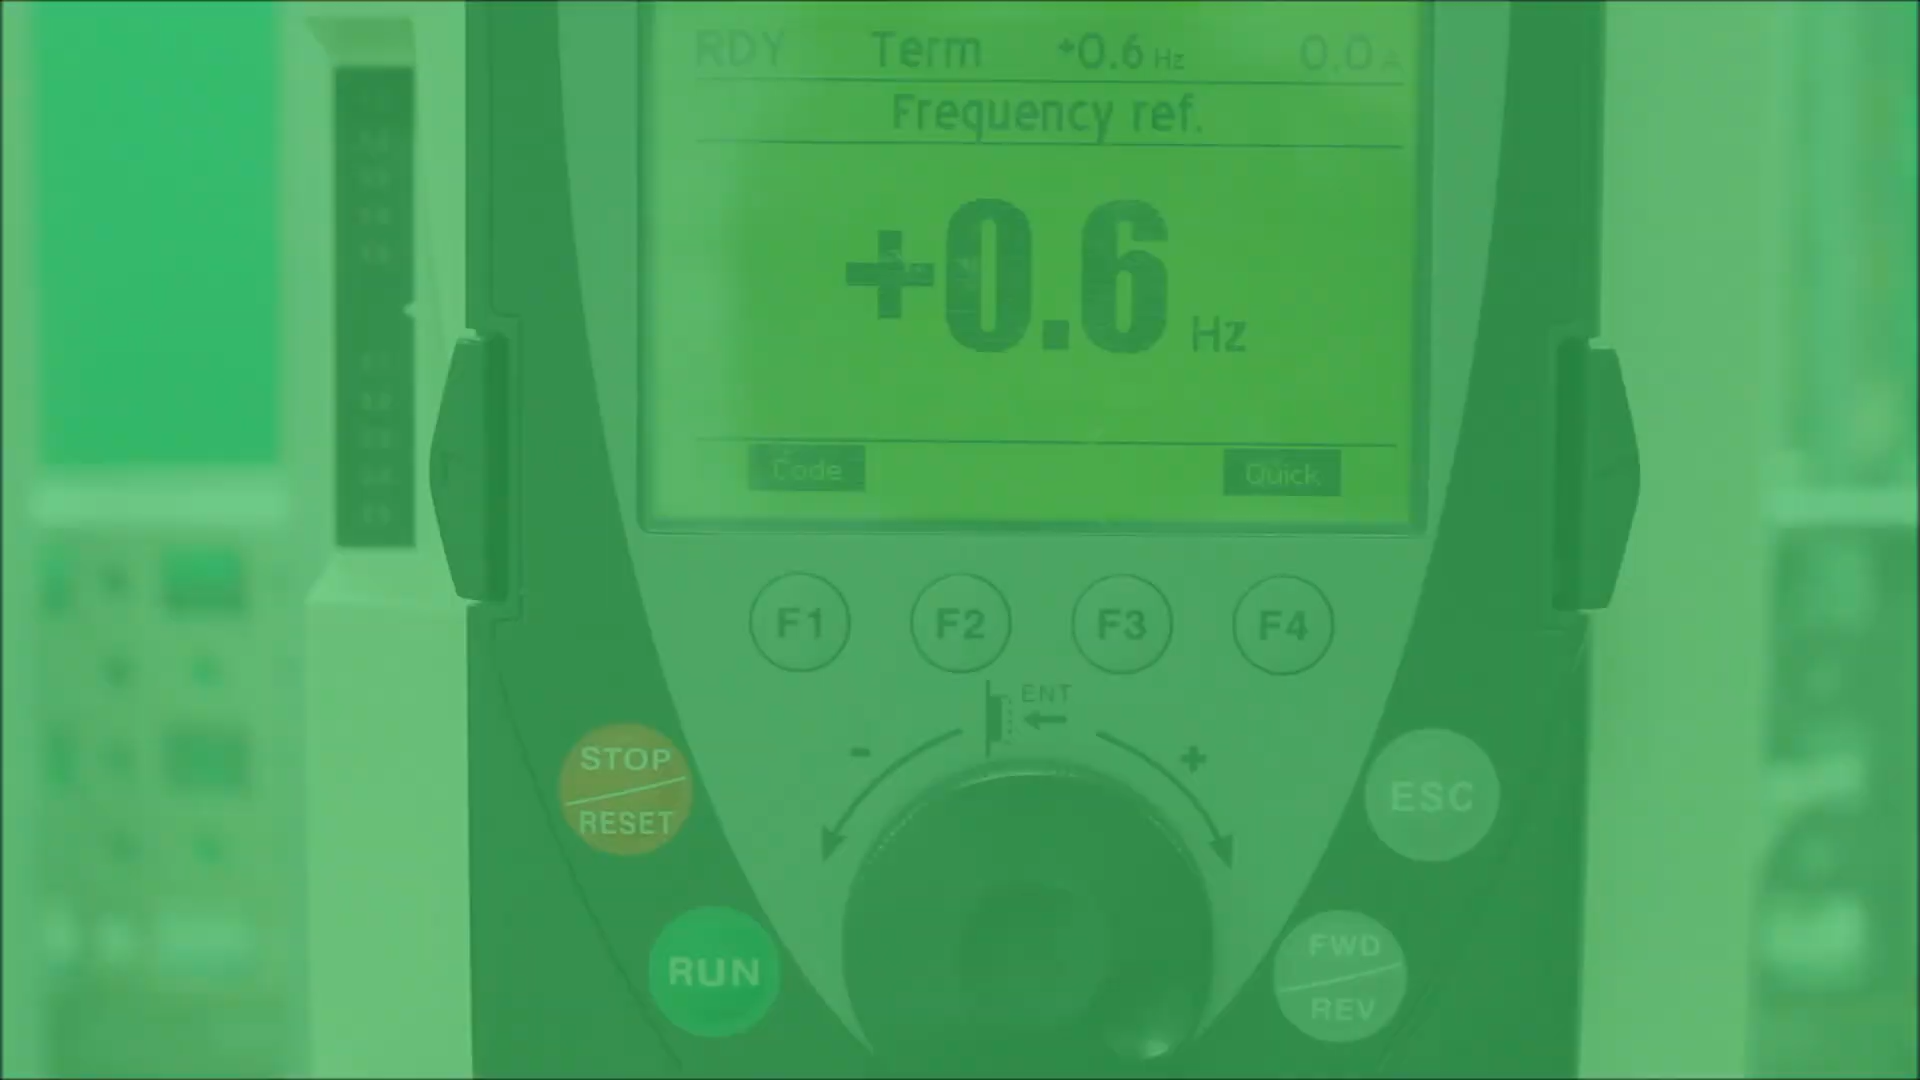 RDY Term +0.6 Hz 0.0 A
Frequency ref.
+0.6 Hz
Code Quick
F1 F2 F3 F4
ENT
- +
STOP
RESET
ESC
RUN
FWD
REV